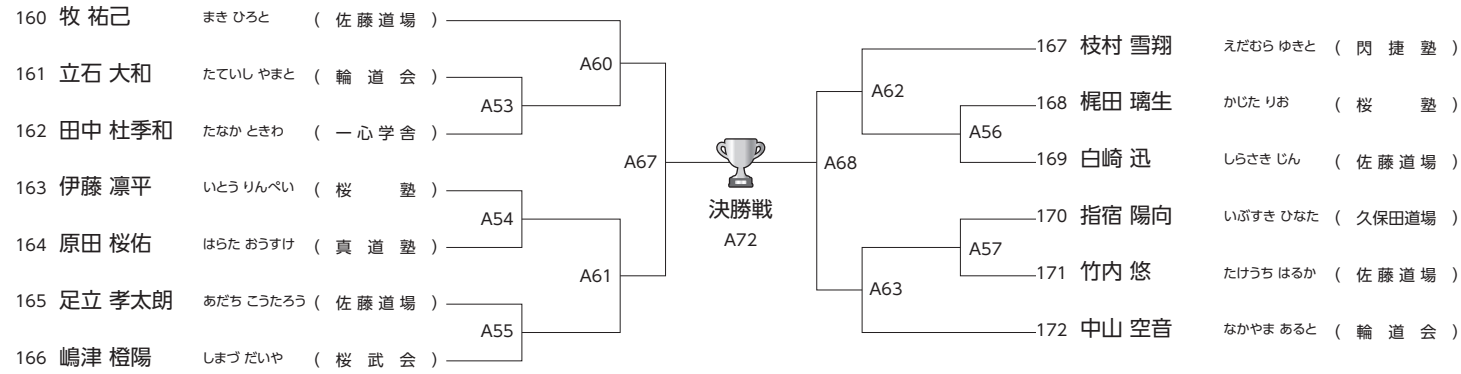 160 牧 祐己 まき ひろと ( 佐藤道場 )
161 立石 大和 たていし やまと ( 輪道会 )
162 田中 杜季和 たなか ときわ ( 一心学舎 )
163 伊藤 凛平 いとう りんぺい ( 桜塾 )
164 原田 桜佑 はらた おうすけ ( 真道塾 )
165 足立 孝太朗 あだち こうたろう ( 佐藤道場 )
166 嶋津 橙陽 しまづ だいや ( 桜武会 )
A60
A53
A67
A54
A61
A55
決勝戦
A72
A62
A56
A68
A57
A63
167 枝村 雪翔 えだむら ゆきと ( 閃捷塾 )
168 梶田 璃生 かじた りお ( 桜塾 )
169 白崎 迅 しらさき じん ( 佐藤道場 )
170 指宿 陽向 いぶすき ひなた ( 久保田道場 )
171 竹内 悠 たけうち はるか ( 佐藤道場 )
172 中山 空音 なかやま あると ( 輪道会 )